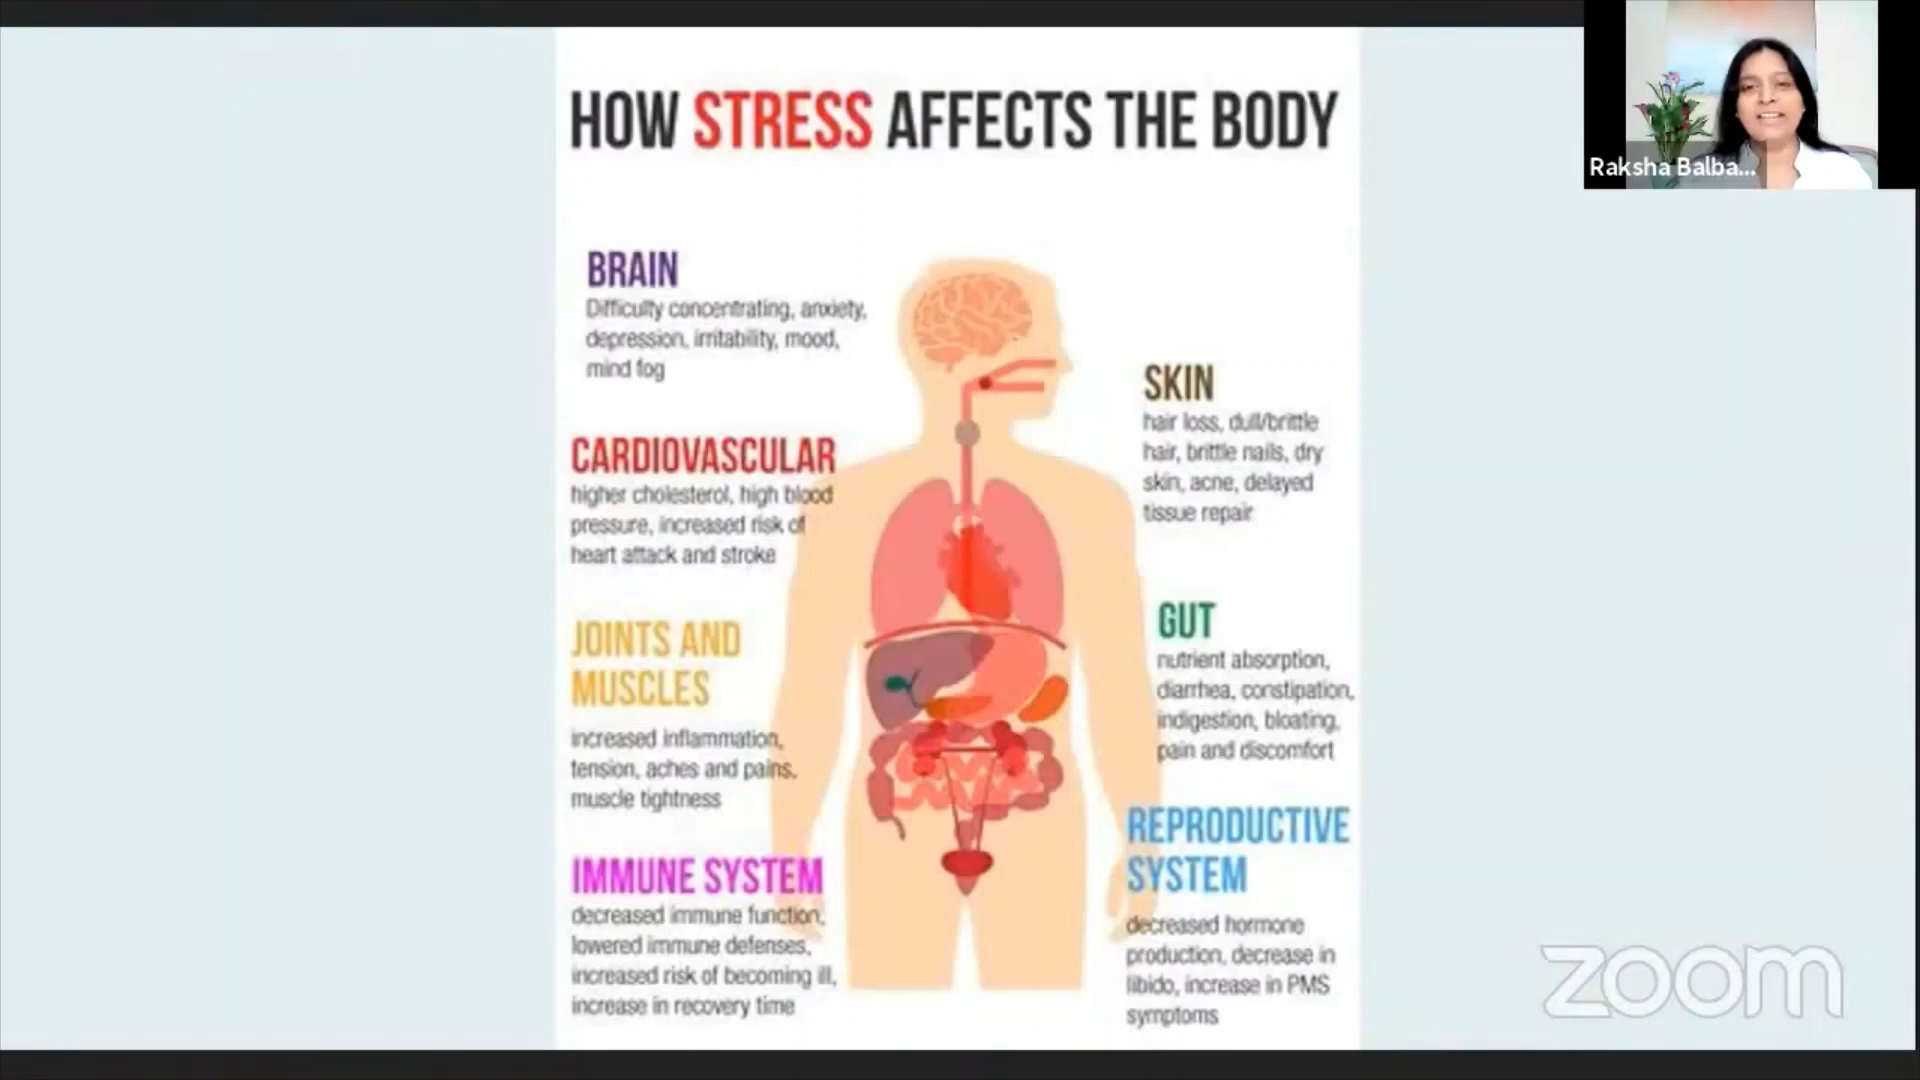 HOW STRESS AFFECTS THE BODY
Raksha Balba...
BRAIN
Difficulty concentrating, anxiety,
depression, irritability, mood,
mind fog
CARDIOVASCULAR
higher cholesterol, high blood
pressure, increased risk of
heart attack and stroke
JOINTS AND
MUSCLES
increased inflammation,
tension, aches and pains,
muscle tightness
IMMUNE SYSTEM
decreased immune function,
lowered immune defenses,
increased risk of becoming ill,
increase in recovery time
SKIN
hair loss, dull/brittle
hair, brittle nails, dry
skin, acne, delayed
tissue repair
GUT
nutrient absorption,
diarrhea, constipation,
indigestion, bloating,
pain and discomfort
REPRODUCTIVE
SYSTEM
decreased hormone
production, decrease in
libido, increase in PMS
symptoms
zoom